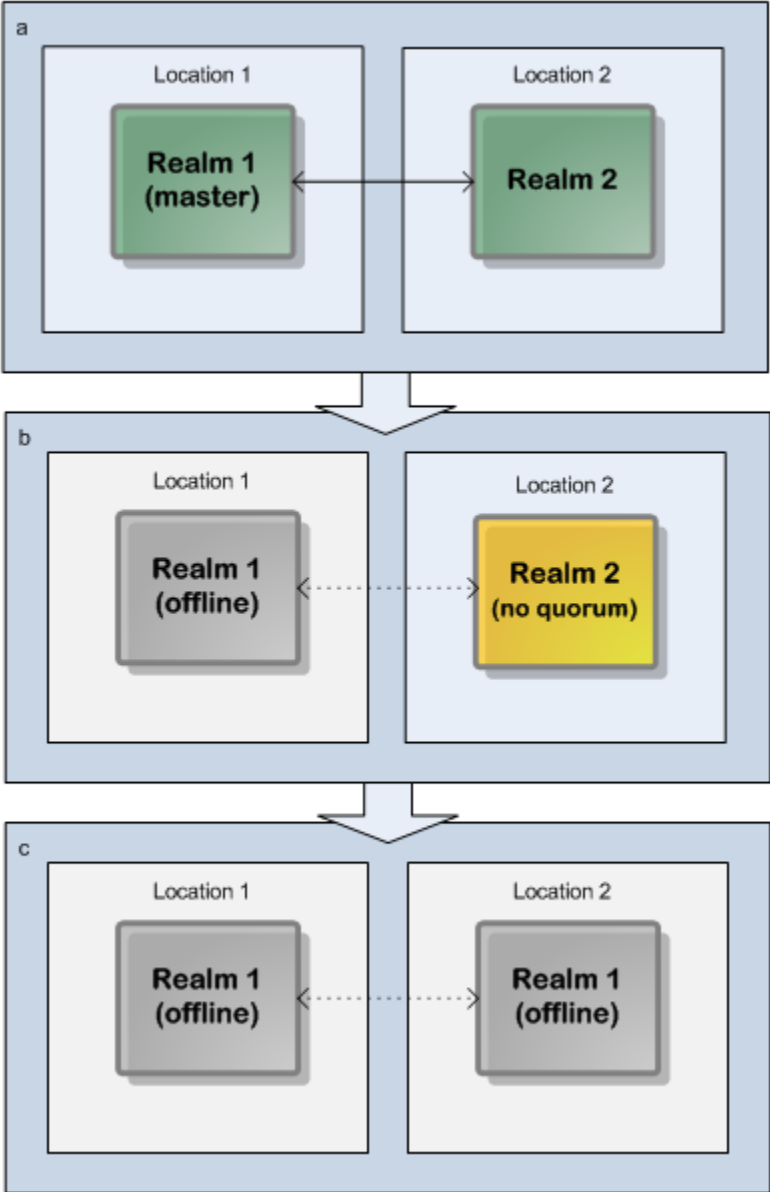 a
Location 1
Location 2
Realm 1
(master)
Realm 2
b
Location 1
Location 2
Realm 1
(offline)
Realm 2
(no quorum)
c
Location 1
Location 2
Realm 1
(offline)
Realm 1
(offline)